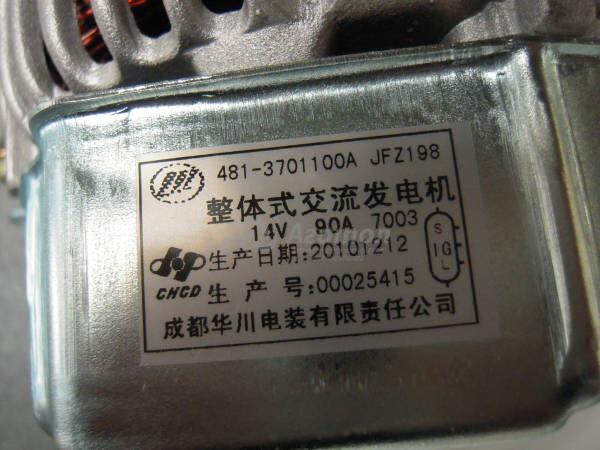 481-3701100A JFZ198
整体式交流发电机
14V 90A 7003
生产日期:20101212
CHCD 生产号:00025415
S
IG
L
成都华川电装有限责任公司